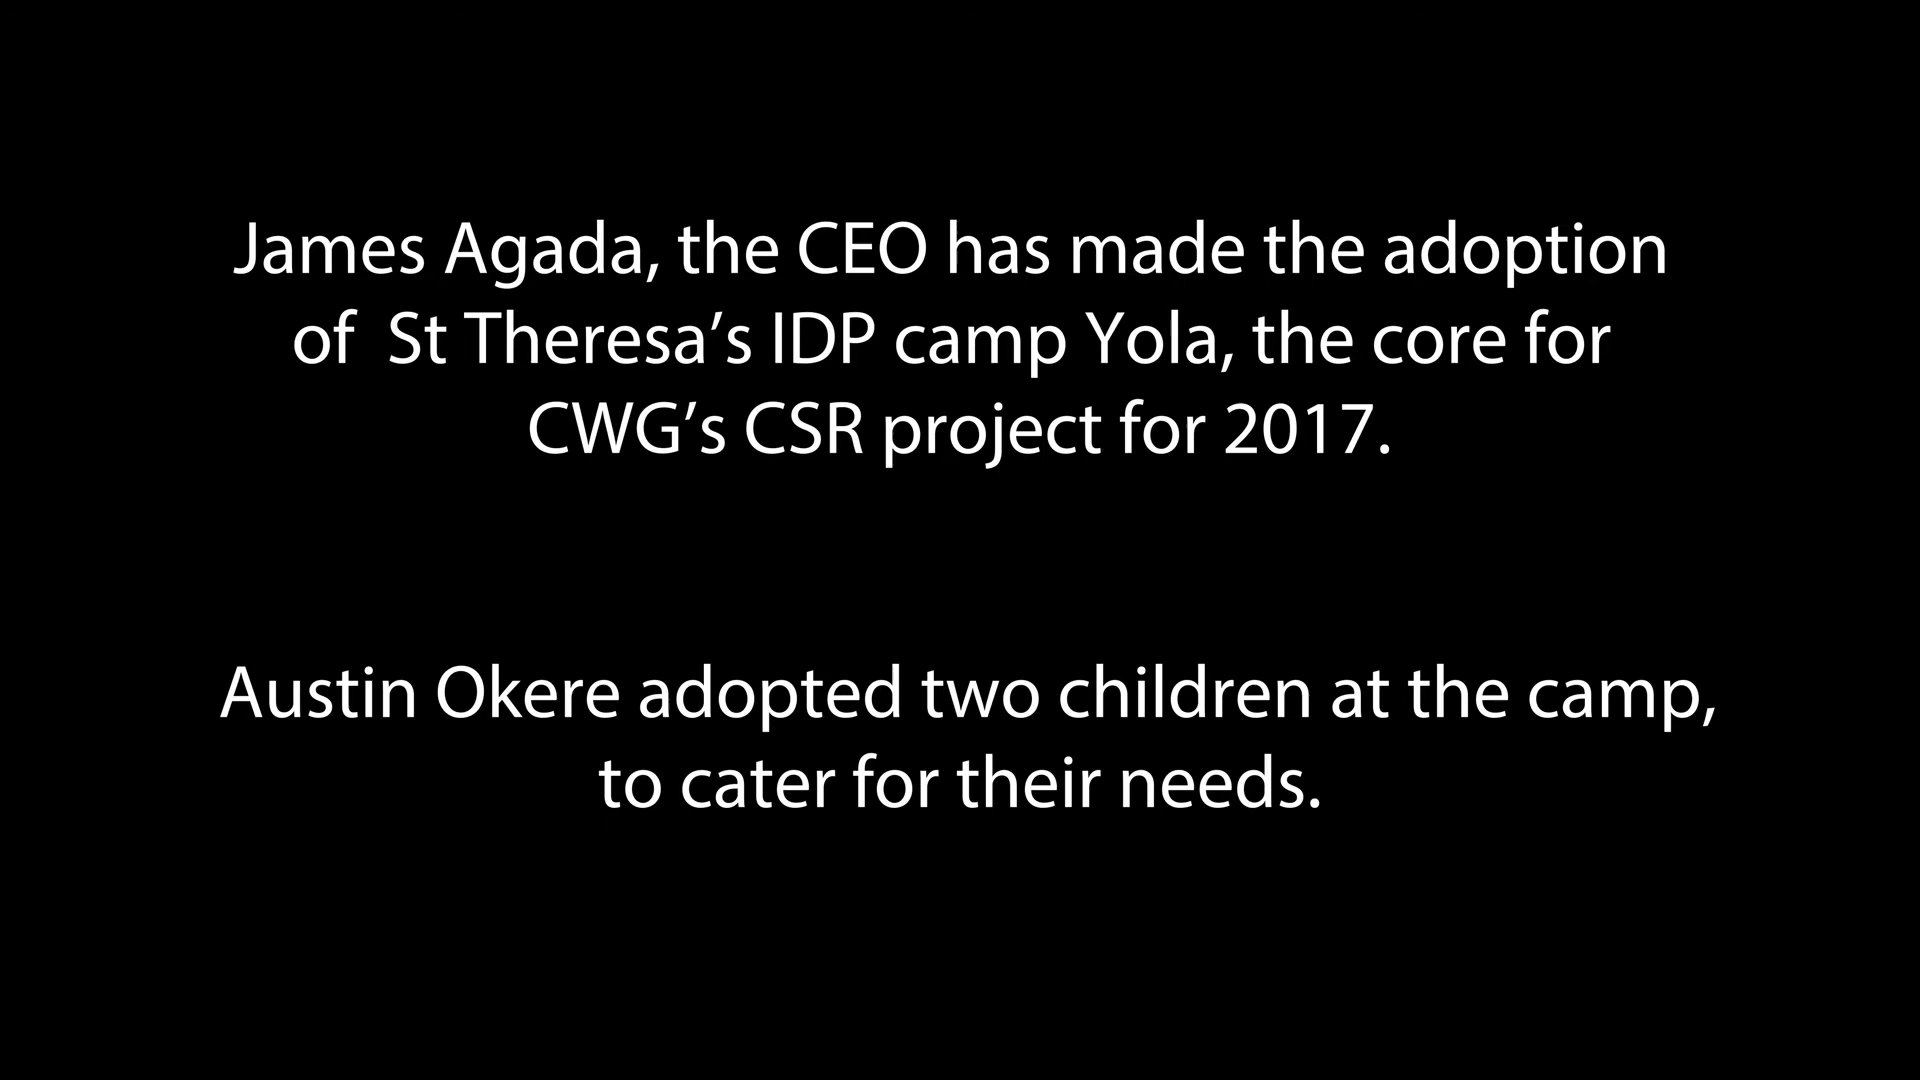 James Agada, the CEO has made the adoption
of  St Theresa’s IDP camp Yola, the core for
CWG’s CSR project for 2017.
Austin Okere adopted two children at the camp,
to cater for their needs.